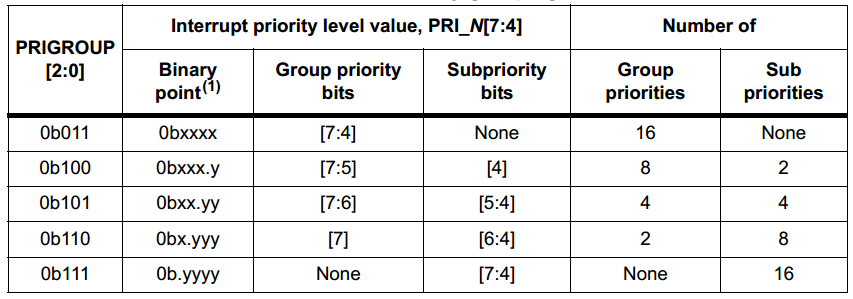 PRIGROUP [2:0] Interrupt priority level value, PRI_N[7:4] Number of
Binary point(1) Group priority bits Subpriority bits Group priorities Sub priorities
0b011 0bxxxx [7:4] None 16 None
0b100 0bxxx.y [7:5] [4] 8 2
0b101 0bxx.yy [7:6] [5:4] 4 4
0b110 0bx.yyy [7] [6:4] 2 8
0b111 0b.yyyy None [7:4] None 16